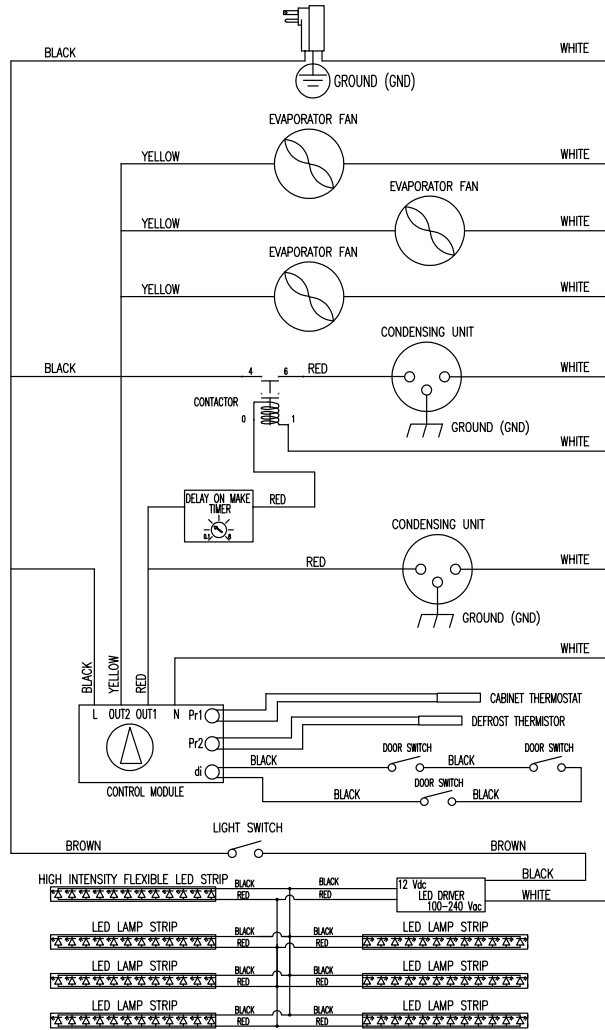 BLACK
WHITE
GROUND (GND)
EVAPORATOR FAN
YELLOW
WHITE
EVAPORATOR FAN
YELLOW
WHITE
EVAPORATOR FAN
YELLOW
WHITE
CONDENSING UNIT
BLACK
4
6
RED
WHITE
CONTACTOR
0
1
GROUND (GND)
WHITE
DELAY ON MAKE
TIMER
RED
0.1
8
CONDENSING UNIT
RED
WHITE
GROUND (GND)
WHITE
BLACK
YELLOW
RED
L OUT2 OUT1 N Pr1
CABINET THERMOSTAT
DEFROST THERMISTOR
Pr2
BLACK
DOOR SWITCH
BLACK
DOOR SWITCH
di
CONTROL MODULE
BLACK
DOOR SWITCH
BLACK
LIGHT SWITCH
BROWN
BROWN
BLACK
HIGH INTENSITY FLEXIBLE LED STRIP
BLACK
BLACK
RED
RED
12 Vdc
LED DRIVER
100-240 Vac
WHITE
LED LAMP STRIP
BLACK
BLACK
LED LAMP STRIP
RED
RED
LED LAMP STRIP
BLACK
BLACK
LED LAMP STRIP
RED
RED
LED LAMP STRIP
BLACK
BLACK
LED LAMP STRIP
RED
RED